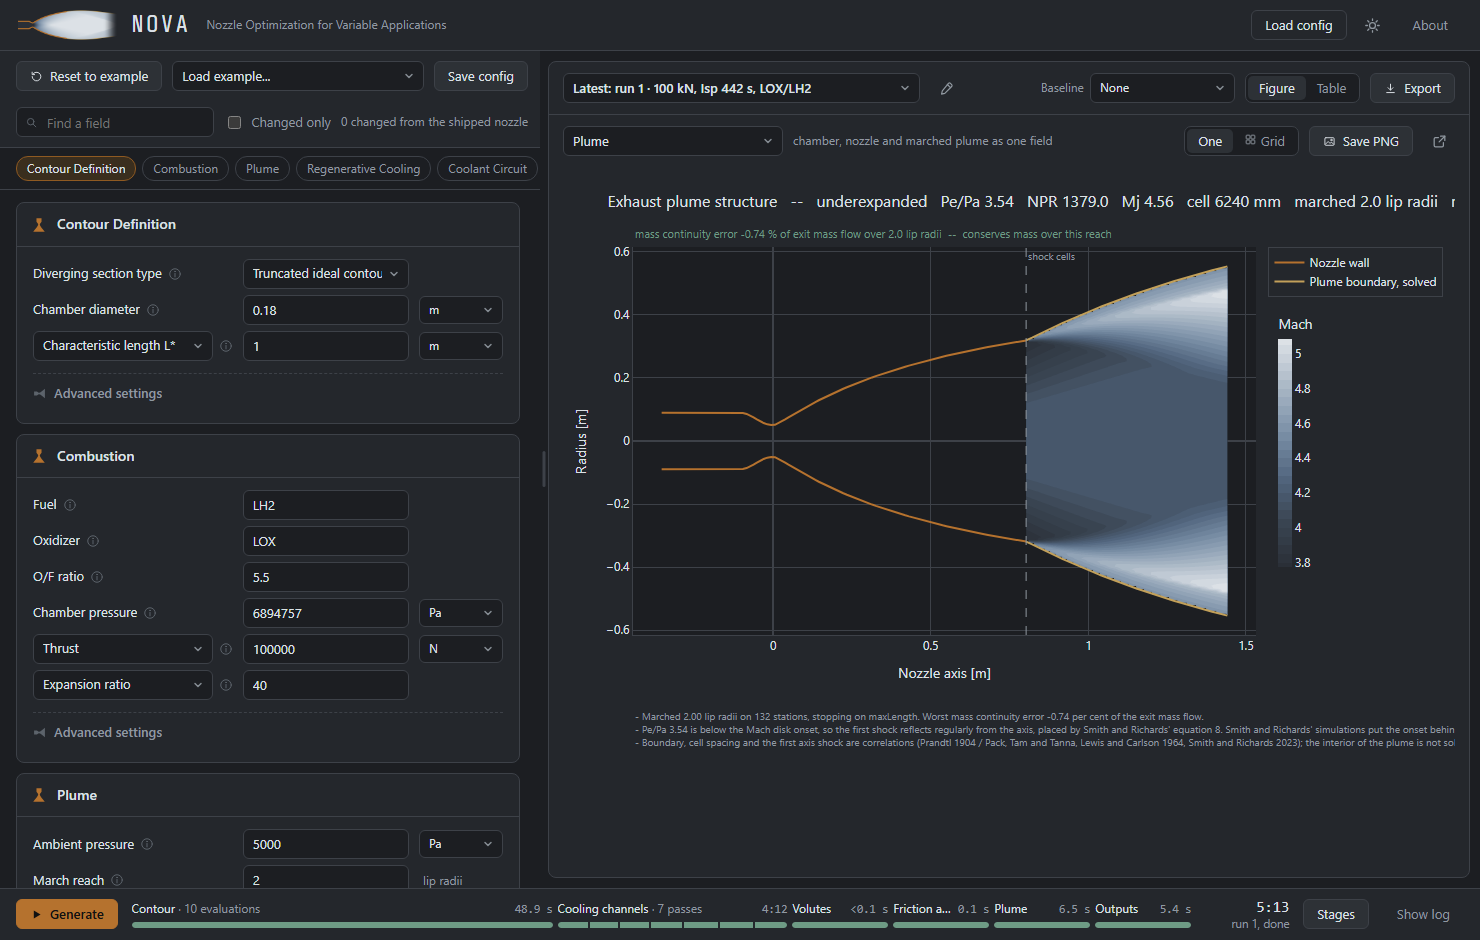 NOVA
Nozzle Optimization for Variable Applications
Load config
About
Reset to example
Load example...
Save config
Find a field
Changed only
0 changed from the shipped nozzle
Contour Definition
Combustion
Plume
Regenerative Cooling
Coolant Circuit
Contour Definition
Diverging section type
Truncated ideal contou
Chamber diameter
0.18
m
Characteristic length L*
1
m
Advanced settings
Combustion
Fuel
LH2
Oxidizer
LOX
O/F ratio
5.5
Chamber pressure
6894757
Pa
Thrust
100000
N
Expansion ratio
40
Advanced settings
Plume
Ambient pressure
5000
Pa
March reach
2
lip radii
Latest: run 1 · 100 kN, Isp 442 s, LOX/LH2
Baseline
None
Figure
Table
Export
Plume
chamber, nozzle and marched plume as one field
One
Grid
Save PNG
Exhaust plume structure -- underexpanded Pe/Pa 3.54 NPR 1379.0 Mj 4.56 cell 6240 mm marched 2.0 lip radii
mass continuity error -0.74 % of exit mass flow over 2.0 lip radii -- conserves mass over this reach
shock cells
0.6
0.4
0.2
0
−0.2
−0.4
−0.6
Radius [m]
0
0.5
1
1.5
Nozzle axis [m]
Nozzle wall
Plume boundary, solved
Mach
5
4.8
4.6
4.4
4.2
4
3.8
- Marched 2.00 lip radii on 132 stations, stopping on maxLength. Worst mass continuity error -0.74 per cent of the exit mass flow.
- Pe/Pa 3.54 is below the Mach disk onset, so the first shock reflects regularly from the axis, placed by Smith and Richards' equation 8. Smith and Richards' simulations put the onset behin
- Boundary, cell spacing and the first axis shock are correlations (Prandtl 1904 / Pack, Tam and Tanna, Lewis and Carlson 1964, Smith and Richards 2023); the interior of the plume is not sol
Generate
Contour · 10 evaluations
48.9 s
Cooling channels · 7 passes
4:12
Volutes
<0.1 s
Friction a...
0.1 s
Plume
6.5 s
Outputs
5.4 s
5:13
run 1, done
Stages
Show log